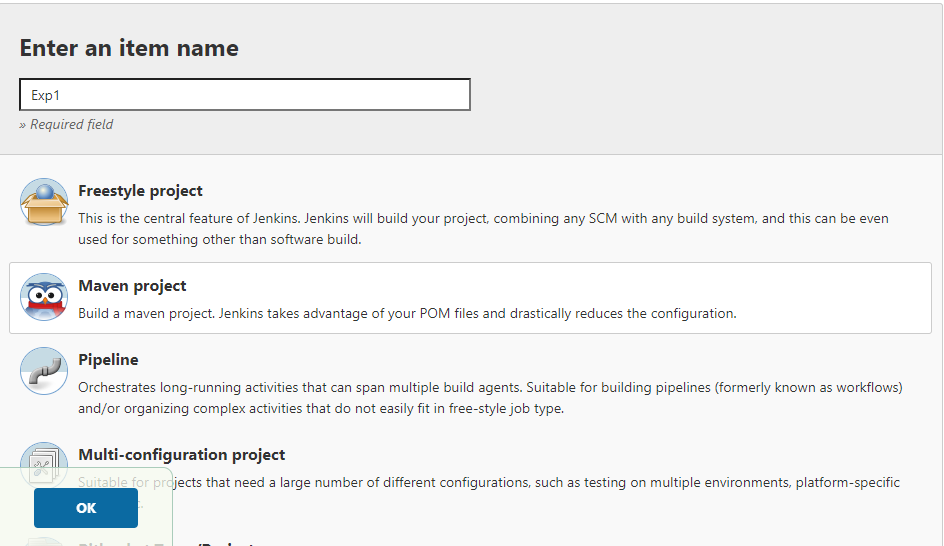 Enter an item name
Exp1
» Required field
Freestyle project
This is the central feature of Jenkins. Jenkins will build your project, combining any SCM with any build system, and this can be even
used for something other than software build.
Maven project
Build a maven project. Jenkins takes advantage of your POM files and drastically reduces the configuration.
Pipeline
Orchestrates long-running activities that can span multiple build agents. Suitable for building pipelines (formerly known as workflows)
and/or organizing complex activities that do not easily fit in free-style job type.
Multi-configuration project
Suitable for projects that need a large number of different configurations, such as testing on multiple environments, platform-specific
OK